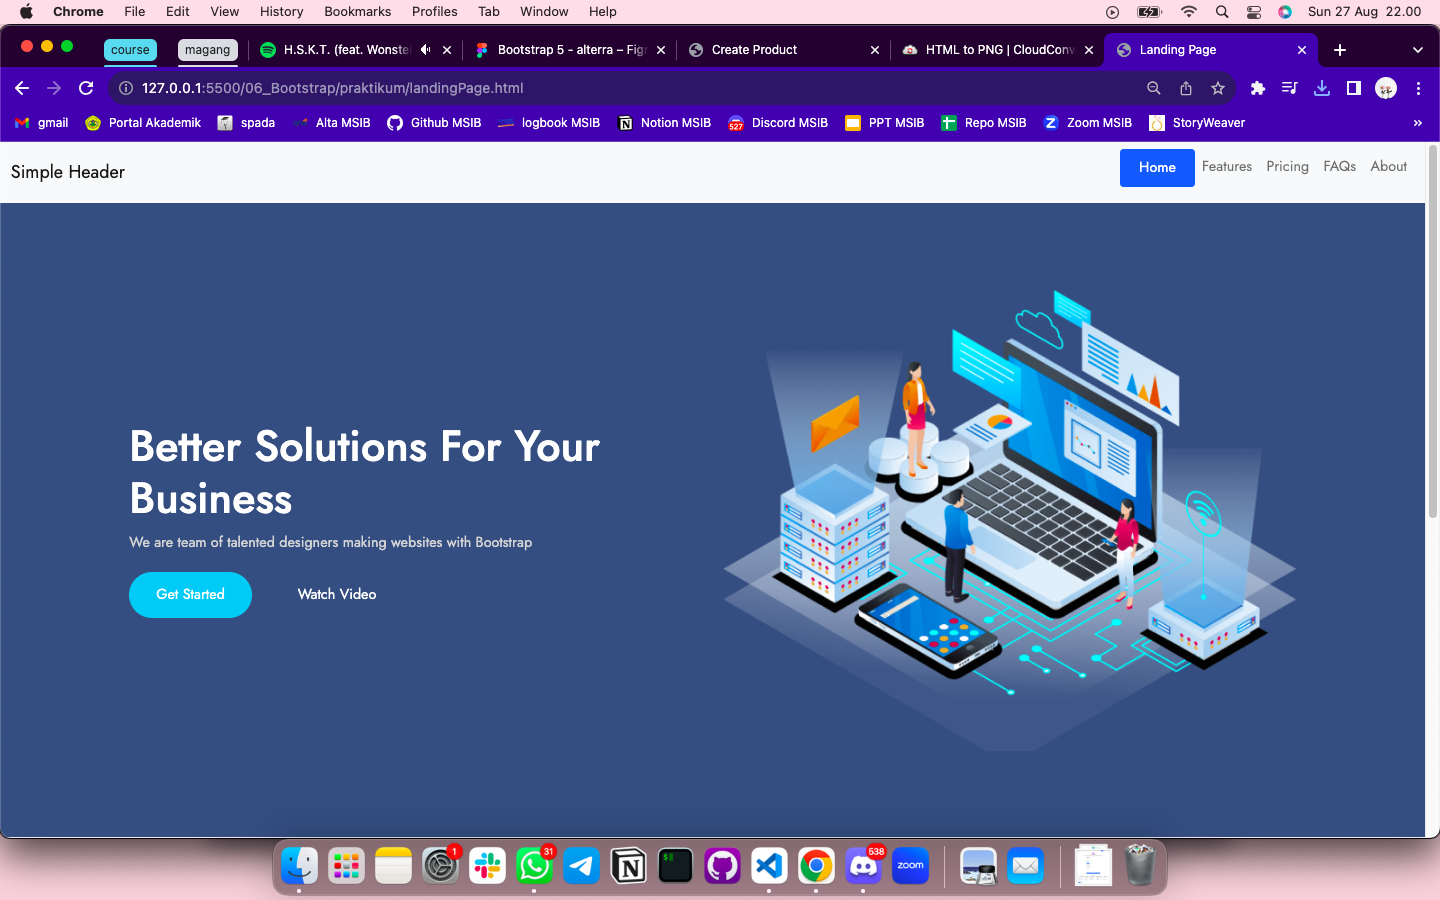 Chrome File Edit View History Bookmarks Profiles Tab Window Help Sun 27 Aug 22.00
course magang H.S.K.T. (feat. Wonstei Bootstrap 5 - alterra – Fig Create Product HTML to PNG | CloudConv Landing Page
127.0.0.1:5500/06_Bootstrap/praktikum/landingPage.html
gmail Portal Akademik spada Alta MSIB Github MSIB logbook MSIB Notion MSIB 527 Discord MSIB PPT MSIB Repo MSIB Zoom MSIB StoryWeaver »
Simple Header Home Features Pricing FAQs About
Better Solutions For Your
Business
We are team of talented designers making websites with Bootstrap
Get Started Watch Video
1 31 538 zoom